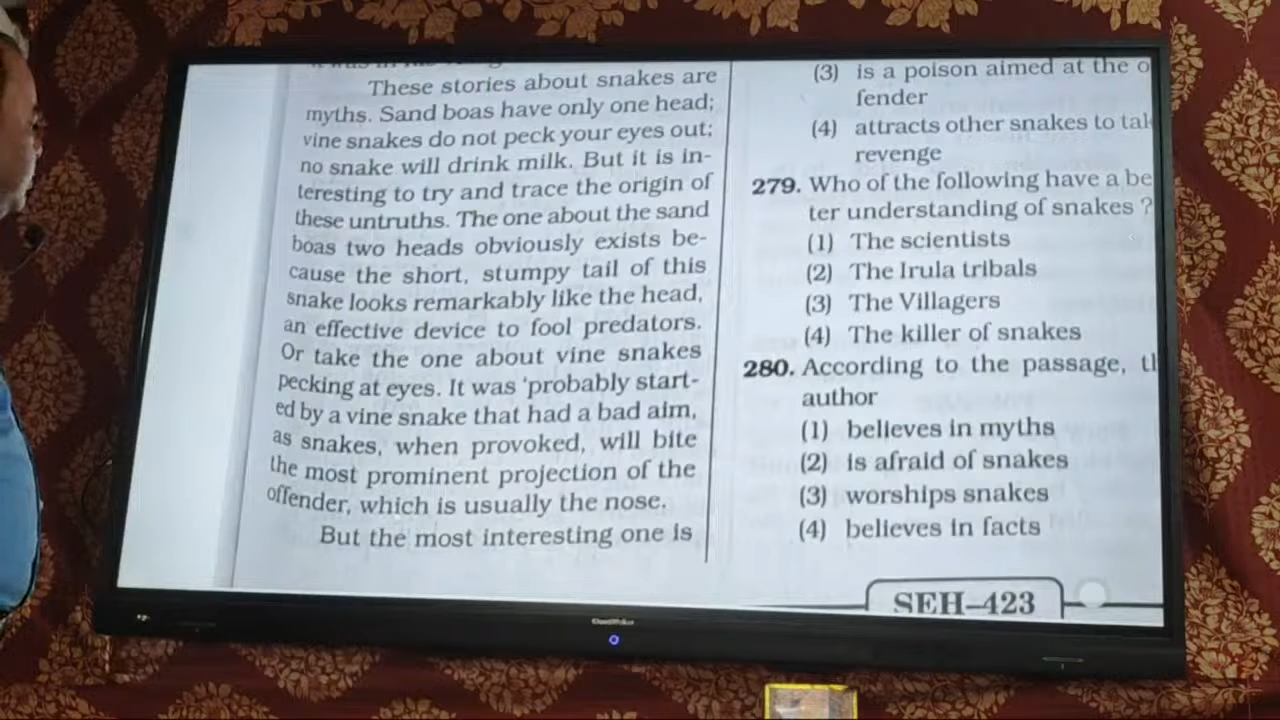 These stories about snakes are
myths. Sand boas have only one head;
vine snakes do not peck your eyes out;
no snake will drink milk. But it is in-
teresting to try and trace the origin of
these untruths. The one about the sand
boas two heads obviously exists be-
cause the short, stumpy tail of this
snake looks remarkably like the head,
an effective device to fool predators.
Or take the one about vine snakes
pecking at eyes. It was 'probably start-
ed by a vine snake that had a bad aim,
as snakes, when provoked, will bite
the most prominent projection of the
offender, which is usually the nose.
But the most interesting one is
(3) is a poison aimed at the o
fender
(4) attracts other snakes to tak
revenge
279. Who of the following have a be
ter understanding of snakes ?
(1) The scientists
(2) The Irula tribals
(3) The Villagers
(4) The killer of snakes
280. According to the passage, t
author
(1) believes in myths
(2) is afraid of snakes
(3) worships snakes
(4) believes in facts
SEH–423